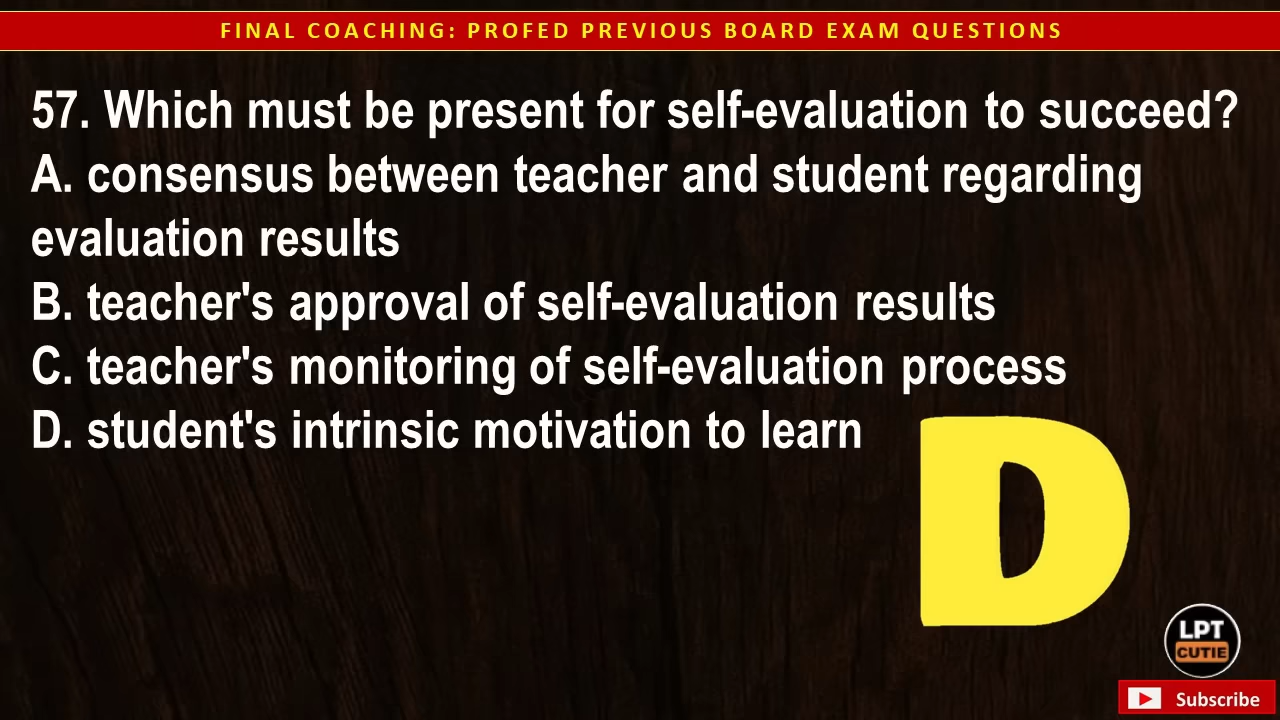 FINAL COACHING: PROFED PREVIOUS BOARD EXAM QUESTIONS
57. Which must be present for self-evaluation to succeed?
A. consensus between teacher and student regarding
evaluation results
B. teacher's approval of self-evaluation results
C. teacher's monitoring of self-evaluation process
D. student's intrinsic motivation to learn
D
LPT
CUTIE
Subscribe